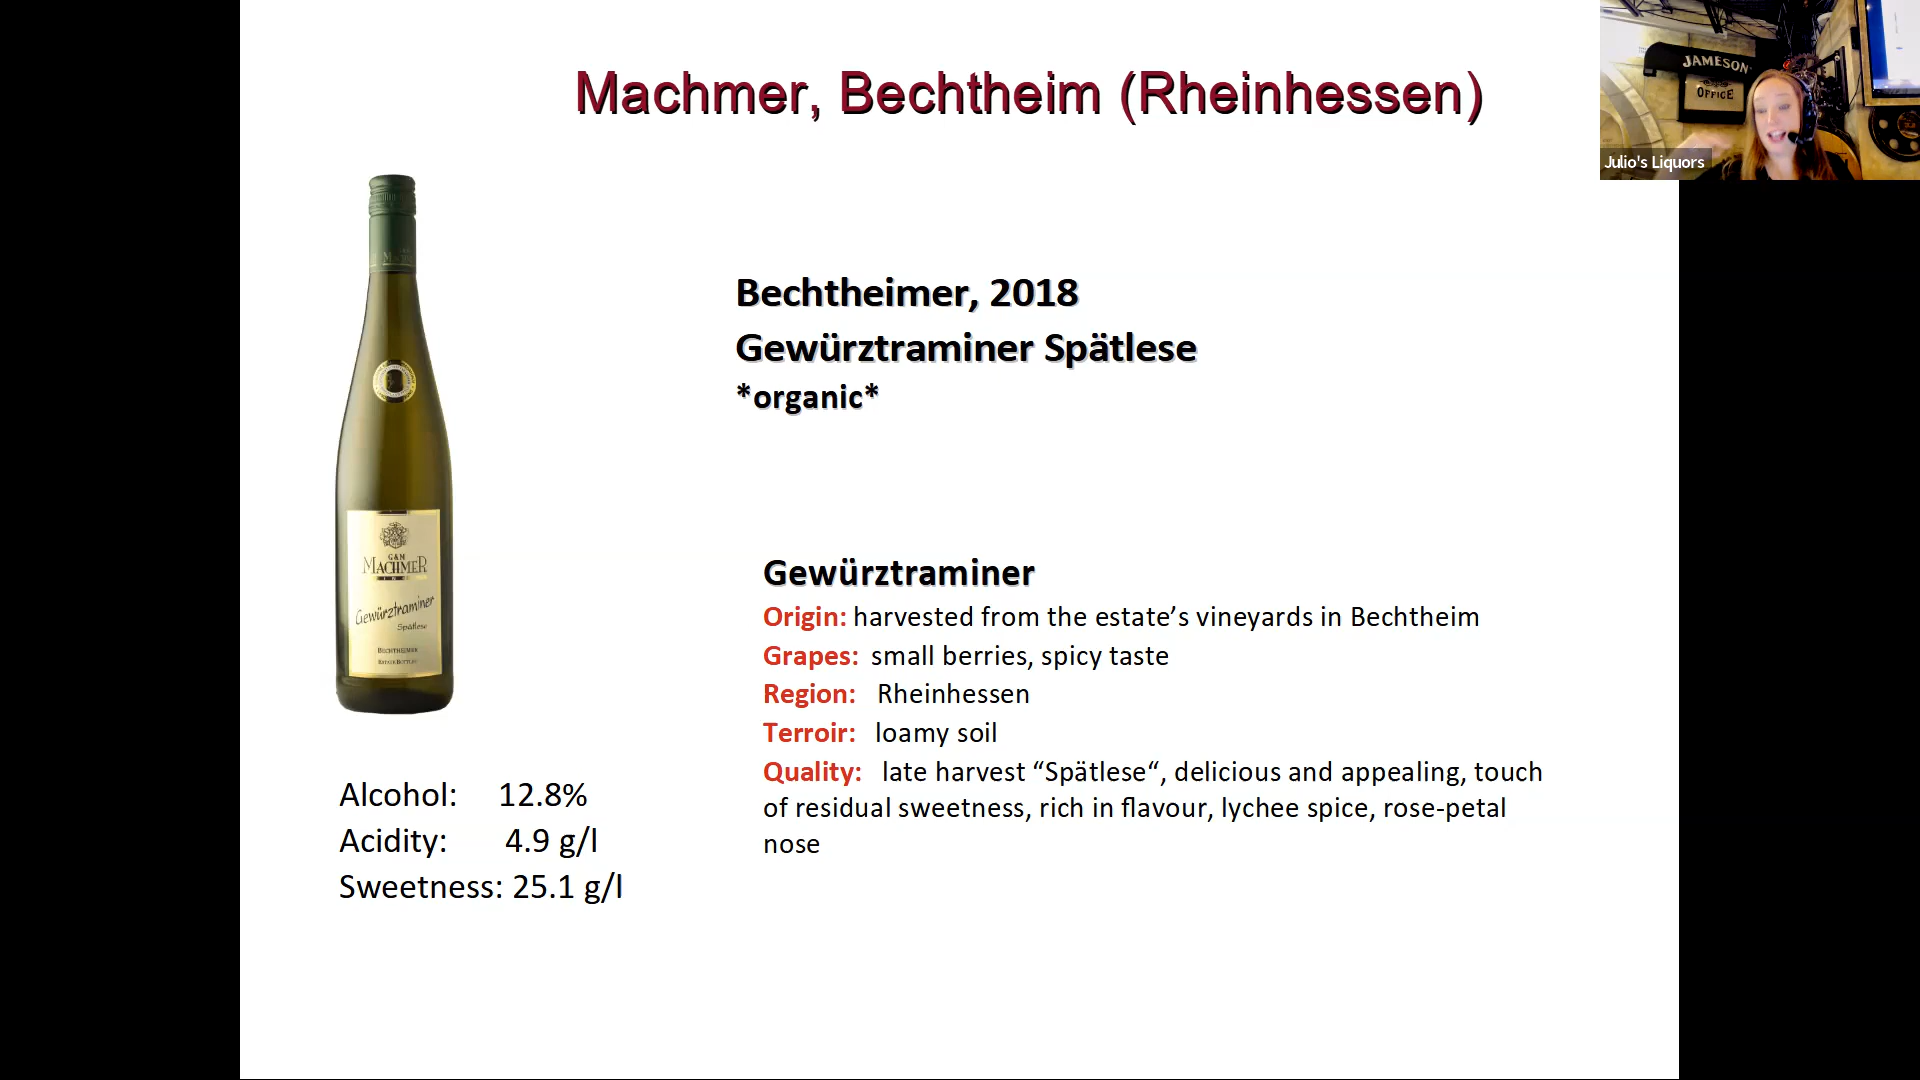 Machmer, Bechtheim (Rheinhessen)
JAMESON
OFFICE
Julio's Liquors
Bechtheimer, 2018
Gewürztraminer Spätlese
*organic*
G&M
MACHMER
Gewürztraminer
Spätlese
BECHTHEIMER
ESTATE BOTTLED
Gewürztraminer
Origin: harvested from the estate’s vineyards in Bechtheim
Grapes: small berries, spicy taste
Region: Rheinhessen
Terroir: loamy soil
Quality: late harvest “Spätlese“, delicious and appealing, touch
of residual sweetness, rich in flavour, lychee spice, rose-petal
nose
Alcohol: 12.8%
Acidity: 4.9 g/l
Sweetness: 25.1 g/l